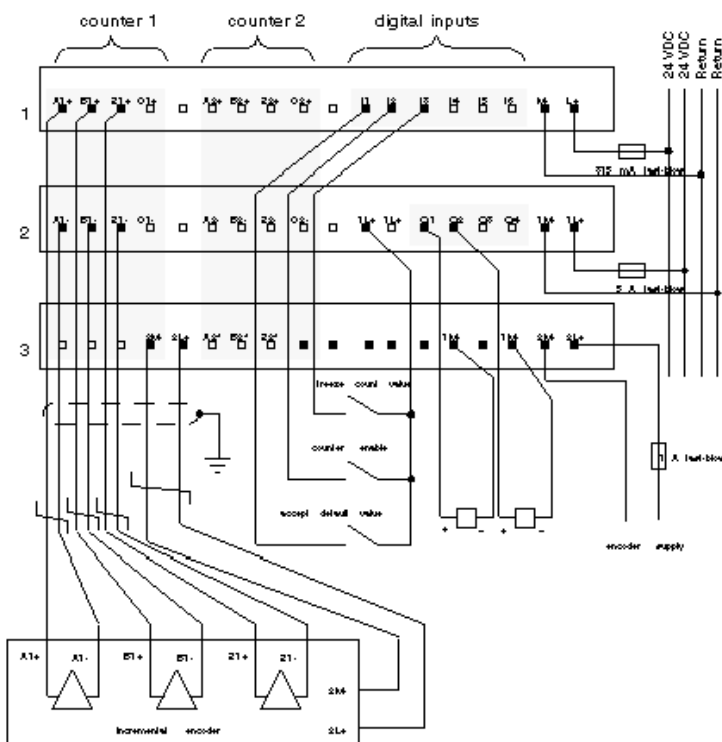 counter 1 counter 2 digital inputs
24 VDC
24 VDC
Return
Return
1
A1+ B1+ Z1+ O1+ A2+ B2+ Z2+ O2+ I1 I2 I3 I4 I5 I6 M+ L+
315 mA fast-blow
2
A1- B1- Z1- O1- A2- B2- Z2- O2- 1L+ 1L+ Q1 Q2 Q3 Q4 1M+ 1L+
5 A fast-blow
3
2M+ 2L+ A2* B2* Z2* 1M+ 1M+ 2M+ 2L+
freeze count value
counter enable
1 A fast-blow
accept default value
+ - + -
encoder supply
A1+ A1- B1+ B1- Z1+ Z1-
2M+
incremental encoder 2L+